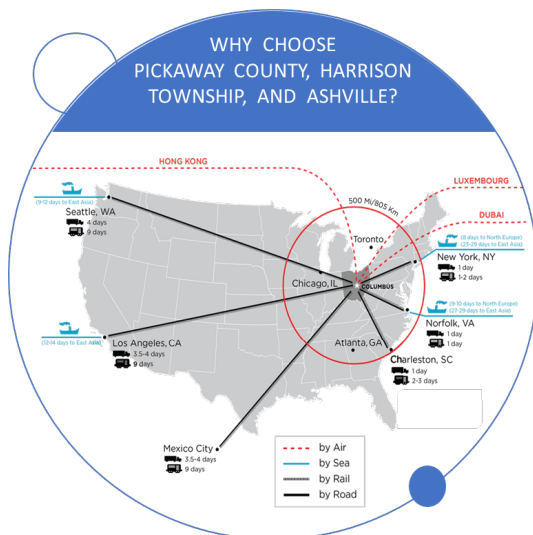 WHY CHOOSE
PICKAWAY COUNTY, HARRISON
TOWNSHIP, AND ASHVILLE?
HONG KONG
LUXEMBOURG
500 Mi/805 Km
DUBAI
(9-12 days to East Asia)
Seattle, WA
4 days
9 days
Toronto
(8 days to North Europe)
(23-29 days to East Asia)
New York, NY
1 day
1-2 days
Chicago, IL
COLUMBUS
(9-10 days to North Europe)
(27-29 days to East Asia)
Norfolk, VA
1 day
1 day
(12-14 days to East Asia)
Los Angeles, CA
3.5-4 days
9 days
Atlanta, GA
Charleston, SC
1 day
2-3 days
Mexico City
3.5-4 days
9 days
by Air
by Sea
by Rail
by Road